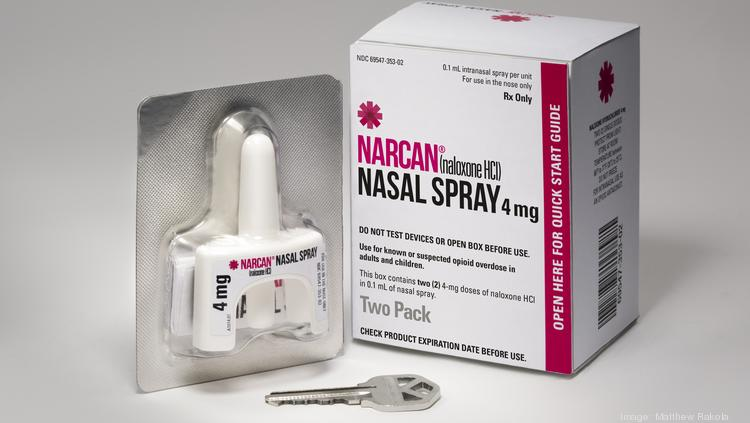 NARCAN® NASAL SPRAY
(naloxone HCl)
4 mg
NDC 69547-353-02
0.1 mL intranasal spray per unit
For use in the nose only
Rx Only
NARCAN® (naloxone HCl)
NASAL SPRAY 4 mg
DO NOT TEST DEVICES OR OPEN BOX BEFORE USE.
Use for known or suspected opioid overdose in
adults and children.
This box contains two (2) 4-mg doses of naloxone HCl
in 0.1 mL of nasal spray.
Two Pack
CHECK PRODUCT EXPIRATION DATE BEFORE USE.
OPEN HERE FOR QUICK START GUIDE
69547-353-02
Image: Matthew Rakola